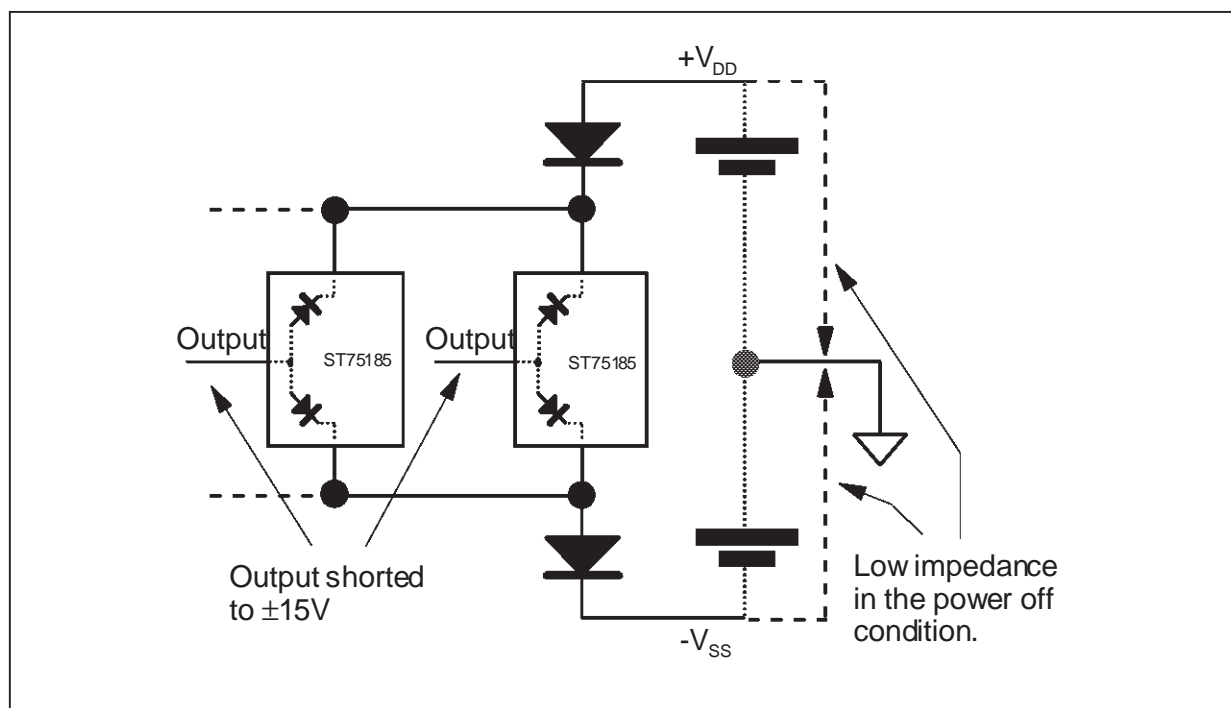 +VDD
Output
ST75185
Output
ST75185
Output shorted
to ±15V
Low impedance
in the power off
condition.
-VSS